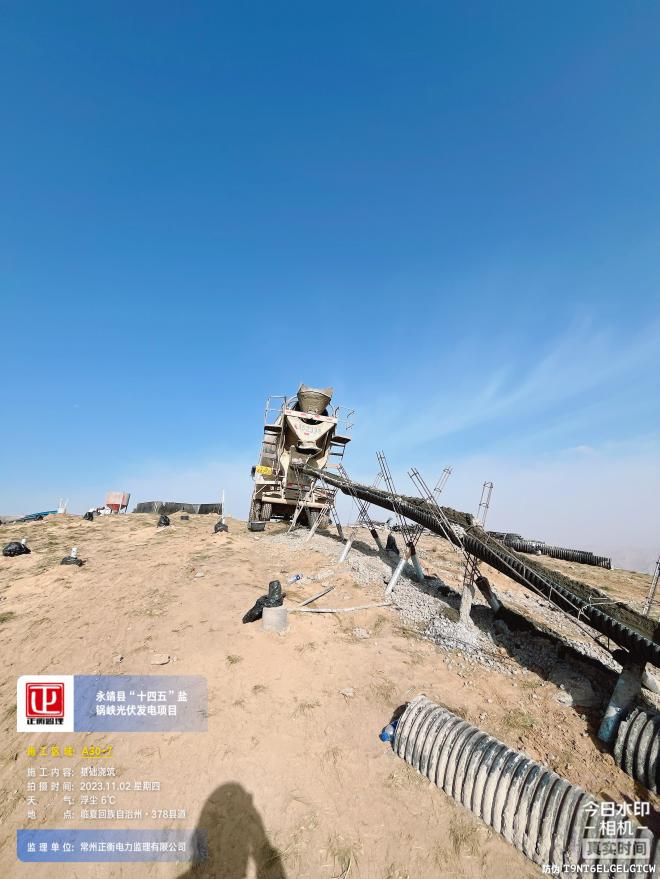 正衡监理
永靖县“十四五”盐
锅峡光伏发电项目
施工区域：A30-7
施工内容：基础浇筑
拍摄时间：2023.11.02 星期四
天 气：浮尘 6℃
地 点：临夏回族自治州·378县道
监理单位：常州正衡电力监理有限公司
今日水印
相机
真实时间
防伪 T9NT6ELGELGTCW